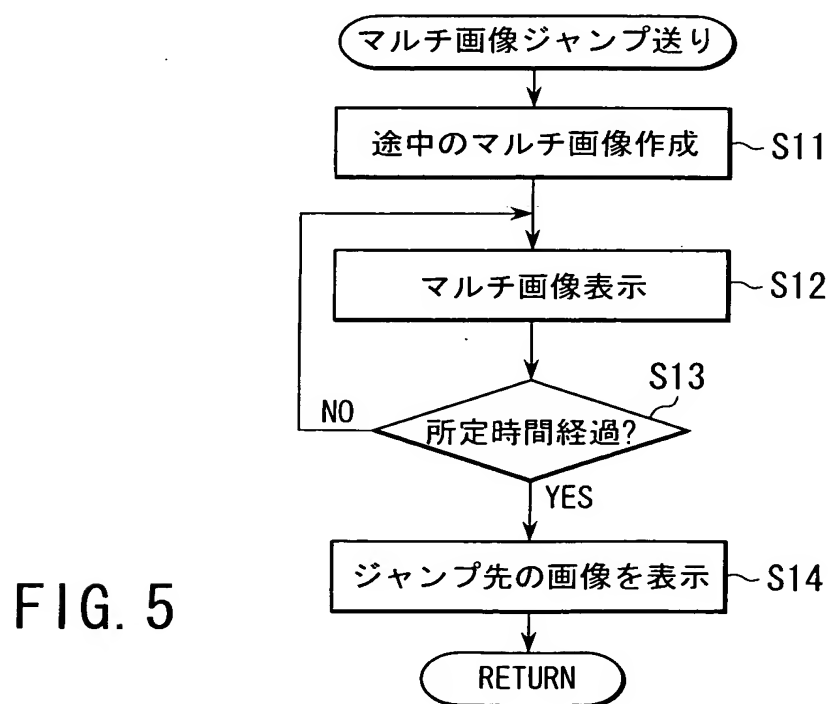 マルチ画像ジャンプ送り
途中のマルチ画像作成
S11
マルチ画像表示
S12
S13
所定時間経過?
NO
YES
ジャンプ先の画像を表示
S14
RETURN
FIG. 5